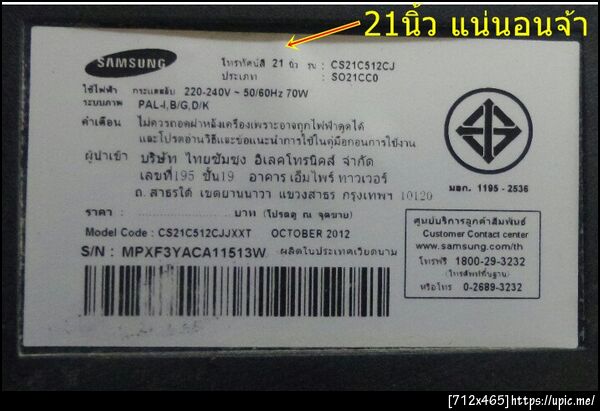 21นิ้ว แน่นอนจ้า
SAMSUNG
โทรทัศน์สี 21 นิ้ว รุ่น : CS21C512CJ
ประเภท : SO21CC0
ใช้ไฟฟ้า กระแสสลับ 220-240V ~ 50/60Hz 70W
ระบบภาพ PAL-I,B/G,D/K
คำเตือน ไม่ควรถอดฝาหลังเครื่องเพราะอาจถูกไฟฟ้าดูดได้
และโปรดอ่านวิธีและข้อแนะนำการใช้ในคู่มือก่อนการใช้งาน
ผู้นำเข้า บริษัท ไทยซัมซุง อิเลคโทรนิคส์ จำกัด
เลขที่195 ชั้น19 อาคาร เอ็มไพร์ ทาวเวอร์
ถ. สาธรใต้ เขตยานนาวา แขวงสาธร กรุงเทพฯ 10120
มอก. 1195 - 2536
ราคา : ........................ บาท (โปรดดู ณ จุดขาย)
Model Code : CS21C512CJJXXT OCTOBER 2012
S/N : MPXF3YACA11513W ผลิตในประเทศเวียดนาม
ศูนย์บริการลูกค้าสัมพันธ์
Customer Contact center
www.samsung.com/th
โทรฟรี 1800-29-3232
(โทรศัพท์พื้นฐาน)
หรือโทร 0-2689-3232
[712x465]https://upic.me/